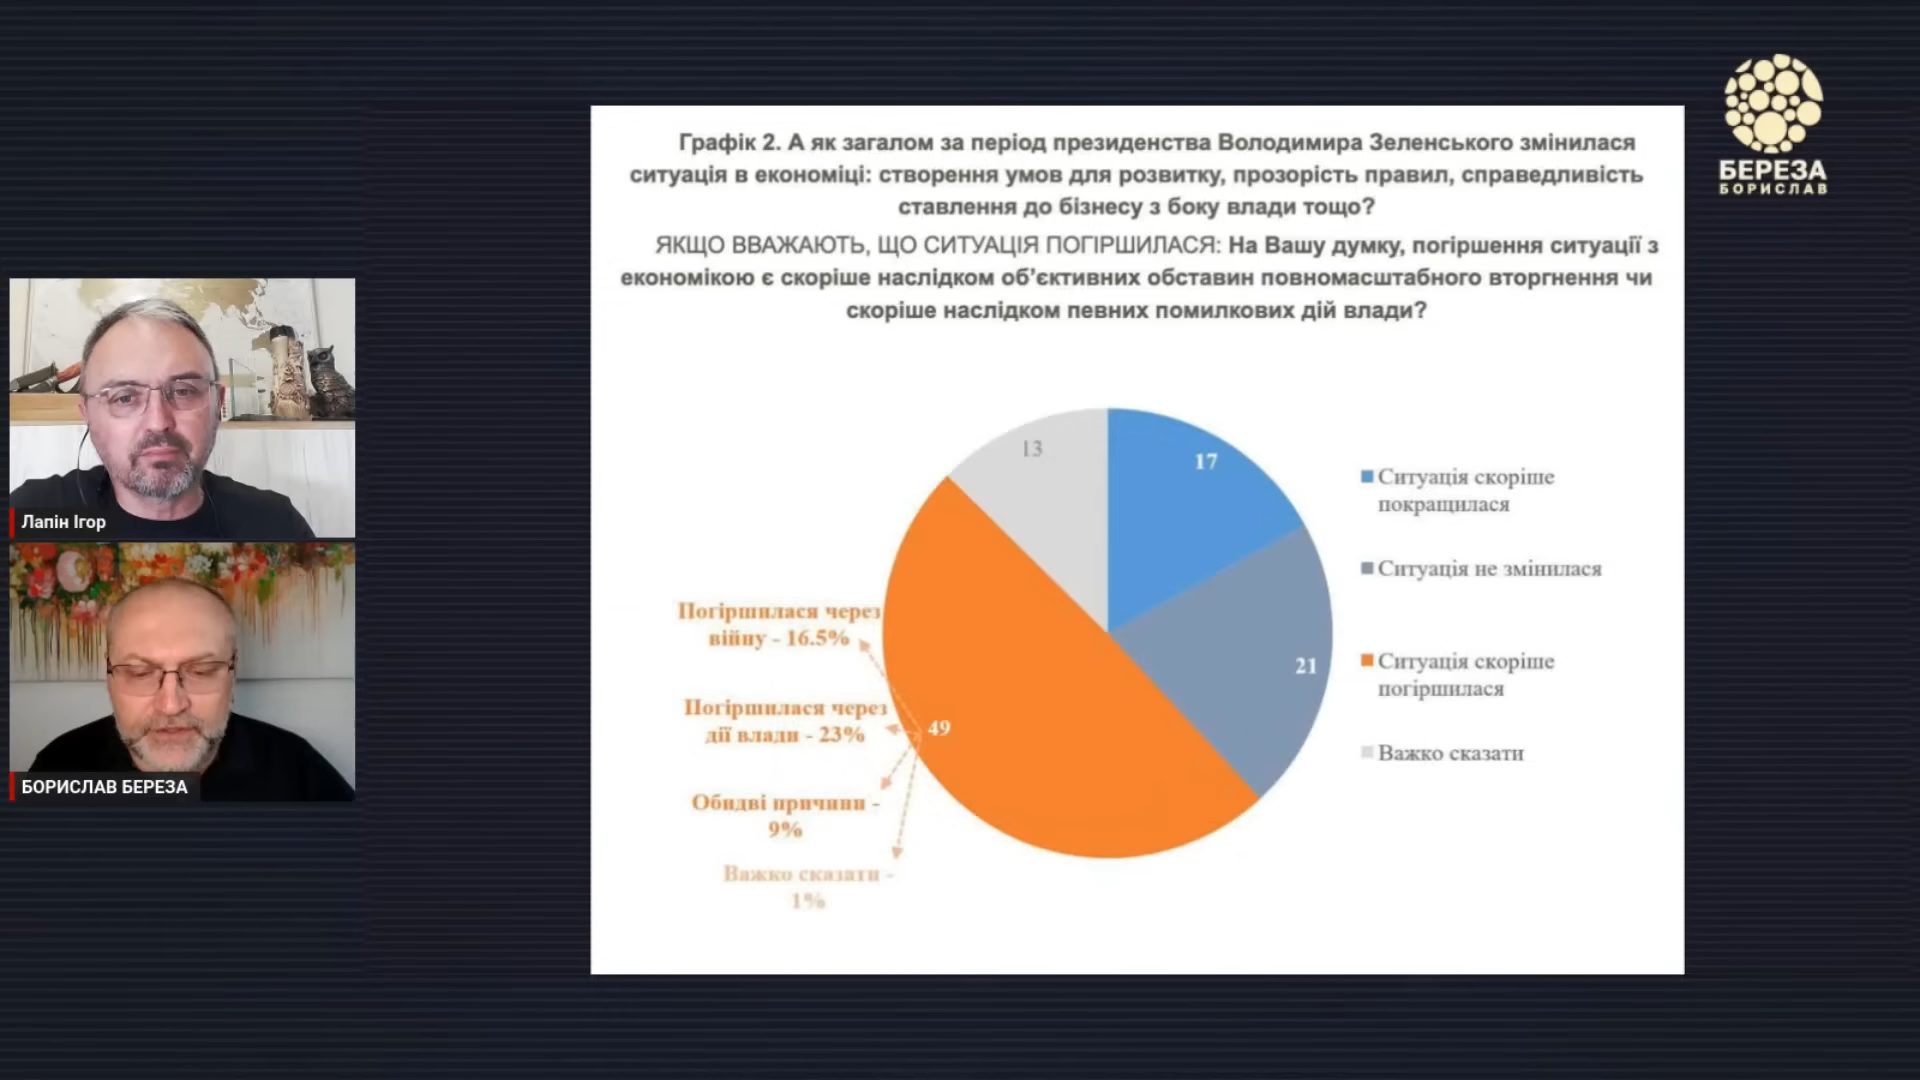 Графік 2. А як загалом за період президенства Володимира Зеленського змінилася
ситуація в економіці: створення умов для розвитку, прозорість правил, справедливість
ставлення до бізнесу з боку влади тощо?
ЯКЩО ВВАЖАЮТЬ, ЩО СИТУАЦІЯ ПОГІРШИЛАСЯ: На Вашу думку, погіршення ситуації з
економікою є скоріше наслідком об’єктивних обставин повномасштабного вторгнення чи
скоріше наслідком певних помилкових дій влади?
13
17
21
49
Погіршилася через
війну - 16.5%
Погіршилася через
дії влади - 23%
Обидві причини -
9%
Важко сказати -
1%
Ситуація скоріше
покращилася
Ситуація не змінилася
Ситуація скоріше
погіршилася
Важко сказати
БЕРЕЗА
БОРИСЛАВ
Лапін Ігор
БОРИСЛАВ БЕРЕЗА